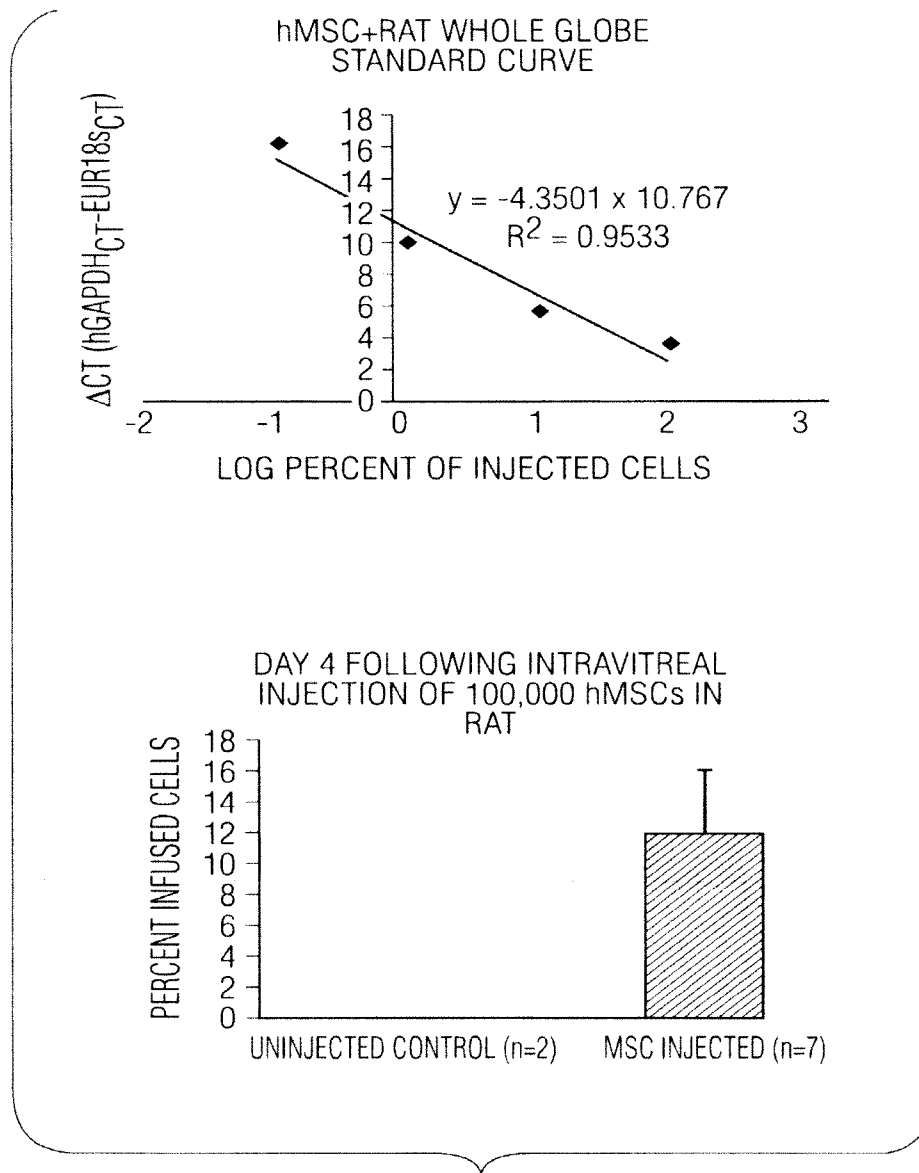 hMSC+RAT WHOLE GLOBE
STANDARD CURVE
ΔCT (hGAPDHCT-EUR18sCT)
18
16
14
12
10
8
6
4
2
0
y = -4.3501 x 10.767
R2 = 0.9533
-2 -1 0 1 2 3
LOG PERCENT OF INJECTED CELLS
DAY 4 FOLLOWING INTRAVITREAL
INJECTION OF 100,000 hMSCs IN
RAT
PERCENT INFUSED CELLS
18
16
14
12
10
8
6
4
2
0
UNINJECTED CONTROL (n=2) MSC INJECTED (n=7)